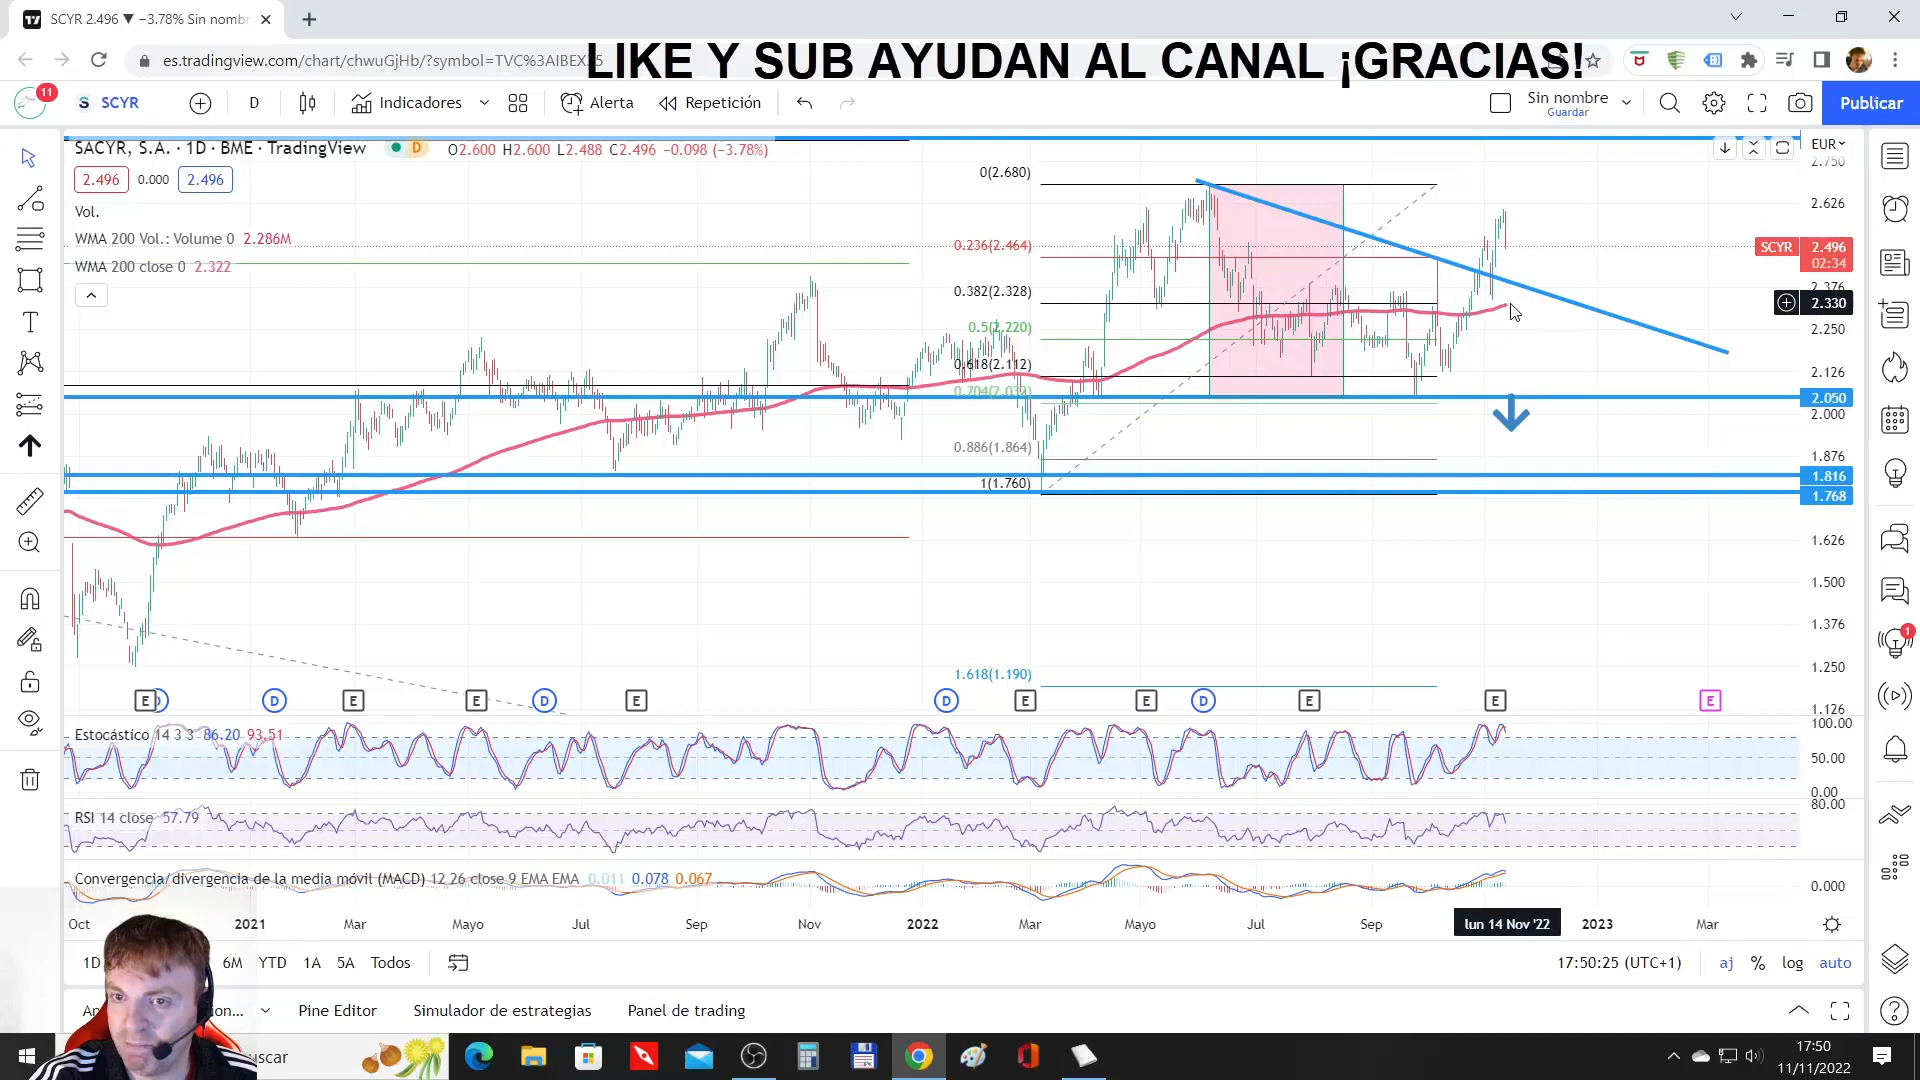 SCYR 2.496 ▼ −3.78% Sin nomb
es.tradingview.com/chart/chwuGjHb/?symbol=TVC%3AIBEX35
LIKE Y SUB AYUDAN AL CANAL ¡GRACIAS!
11
S SCYR
D
Indicadores
Alerta
Repetición
Sin nombre
Guardar
Publicar
SACYR, S.A. · 1D · BME · TradingView
D
O2.600 H2.600 L2.488 C2.496 −0.098 (−3.78%)
2.496
0.000
2.496
Vol.
WMA 200 Vol.: Volume 0 2.286M
WMA 200 close 0 2.322
0(2.680)
0.236(2.464)
0.382(2.328)
0.5(2.220)
0.618(2.112)
0.704(2.032)
0.886(1.864)
1(1.760)
1.618(1.190)
EUR
2.750
2.626
SCYR 2.496
02:34
2.376
2.330
2.250
2.126
2.050
2.000
1.876
1.816
1.768
1.626
1.500
1.376
1.250
1.126
E D D E E D E D E E D E E E
1
Estocástico 14 3 3 86.20 93.51
100.00
50.00
0.00
RSI 14 close 57.79
80.00
Convergencia/divergencia de la media móvil (MACD) 12 26 close 9 EMA EMA 0.011 0.078 0.067
0.000
Oct 2021 Mar Mayo Jul Sep Nov 2022 Mar Mayo Jul Sep lun 14 Nov '22 2023 Mar
1D 6M YTD 1A 5A Todos
17:50:25 (UTC+1)
aj % log auto
Pine Editor
Simulador de estrategias
Panel de trading
17:50
11/11/2022